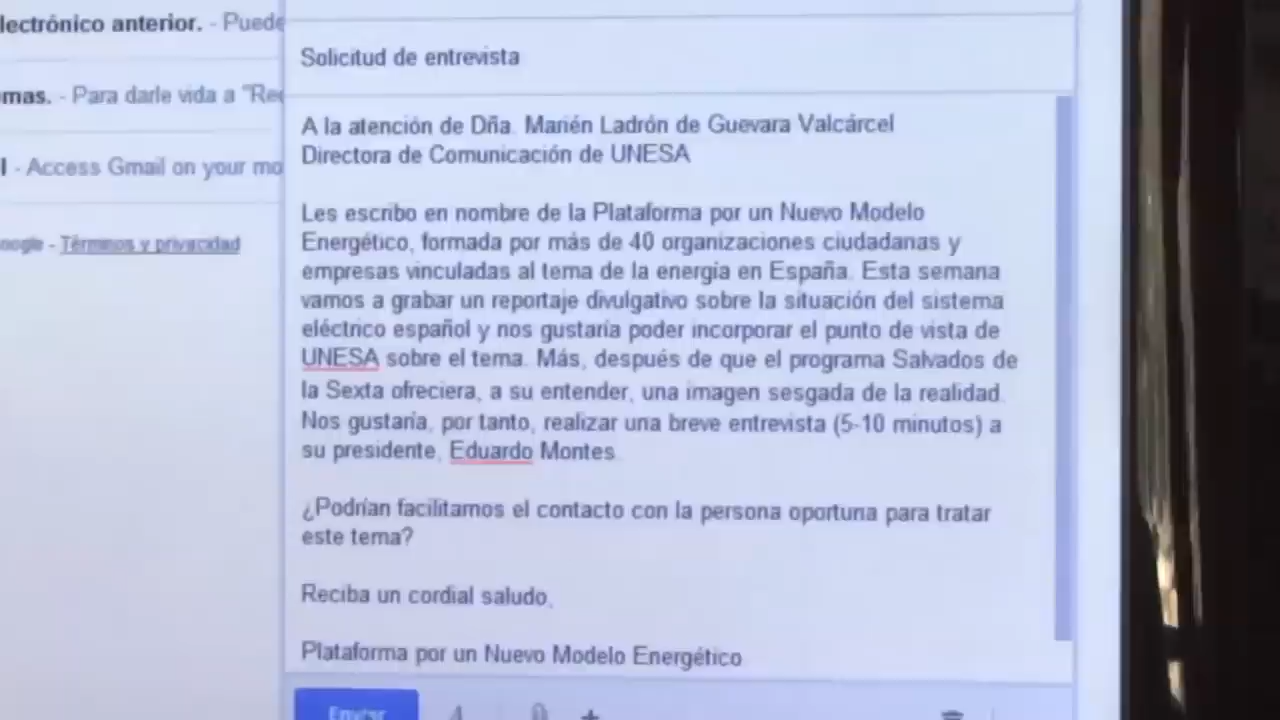 lectrónico anterior. - Puede
mas. - Para darle vida a "Rec
l - Access Gmail on your mo
oogle - Términos y privacidad
Solicitud de entrevista
A la atención de Dña. Marién Ladrón de Guevara Valcárcel
Directora de Comunicación de UNESA
Les escribo en nombre de la Plataforma por un Nuevo Modelo
Energético, formada por más de 40 organizaciones ciudadanas y
empresas vinculadas al tema de la energía en España. Esta semana
vamos a grabar un reportaje divulgativo sobre la situación del sistema
eléctrico español y nos gustaría poder incorporar el punto de vista de
UNESA sobre el tema. Más, después de que el programa Salvados de
la Sexta ofreciera, a su entender, una imagen sesgada de la realidad.
Nos gustaría, por tanto, realizar una breve entrevista (5-10 minutos) a
su presidente, Eduardo Montes.
¿Podrían facilitarnos el contacto con la persona oportuna para tratar
este tema?
Reciba un cordial saludo,
Plataforma por un Nuevo Modelo Energético
Enviar